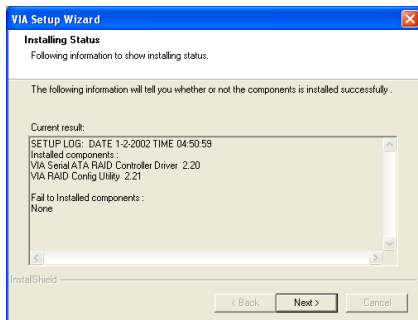 VIA Setup Wizard
Installing Status
Following information to show installing status.
The following information will tell you whether or not the components is installed successfully .
Current result:
SETUP LOG:  DATE 1-2-2002 TIME 04:50:59
Installed components :
VIA Serial ATA RAID Controller Driver  2.20
VIA RAID Config Utility  2.21
Fail to Installed components :
None
InstallShield
< Back
Next >
Cancel